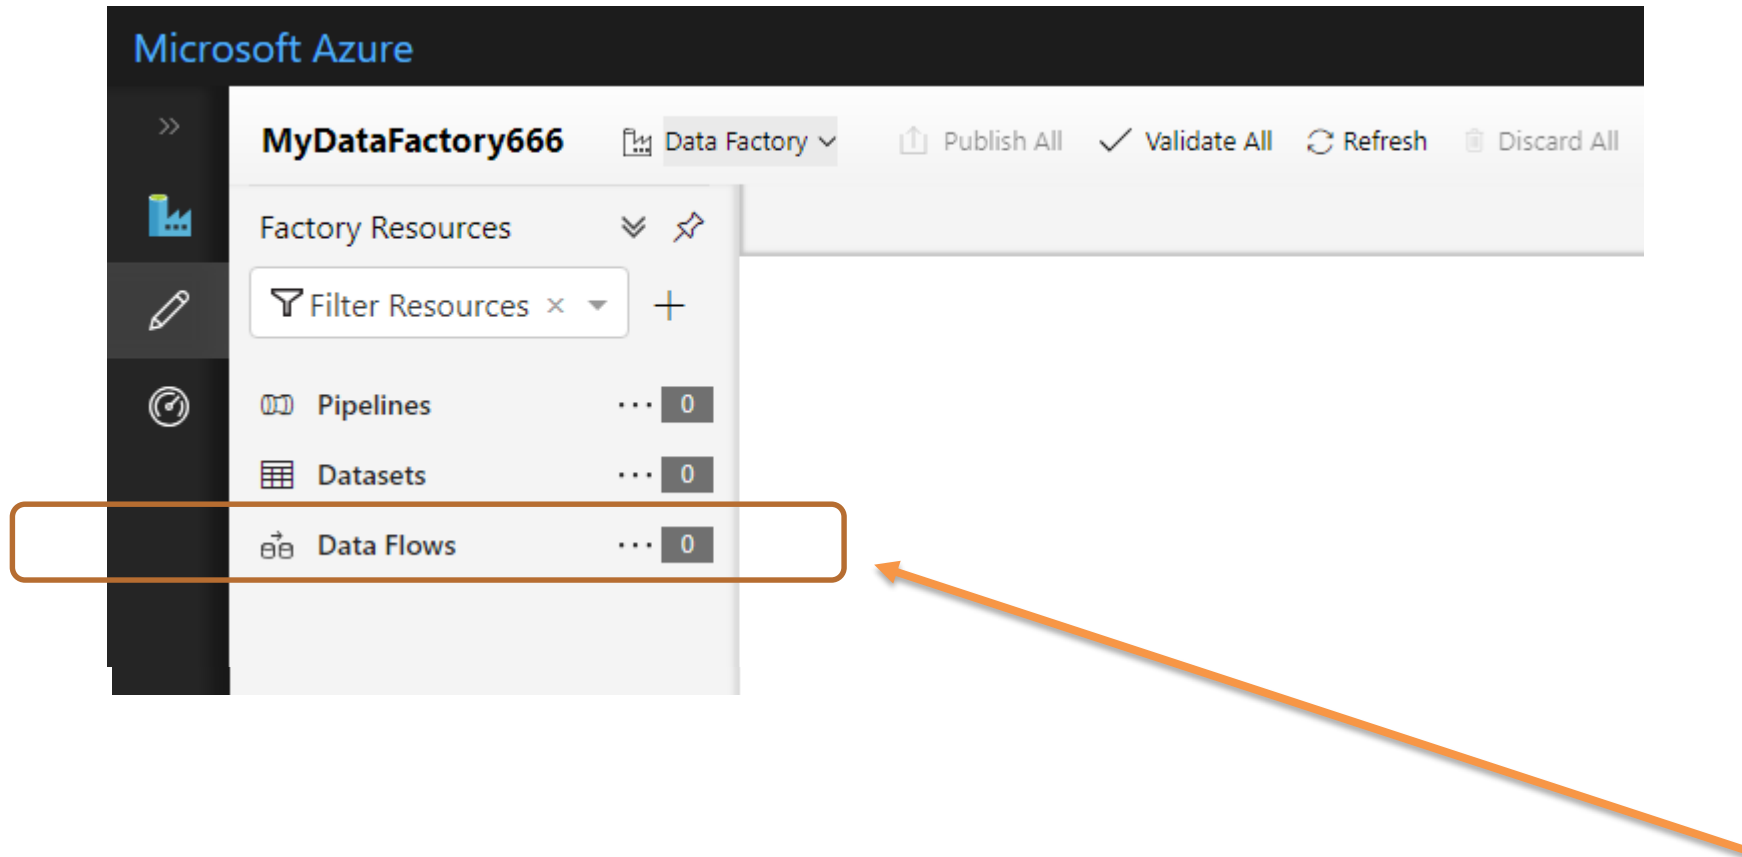 Microsoft Azure
MyDataFactory666 Data Factory Publish All Validate All Refresh Discard All
Factory Resources
Filter Resources
Pipelines ... 0
Datasets ... 0
Data Flows ... 0